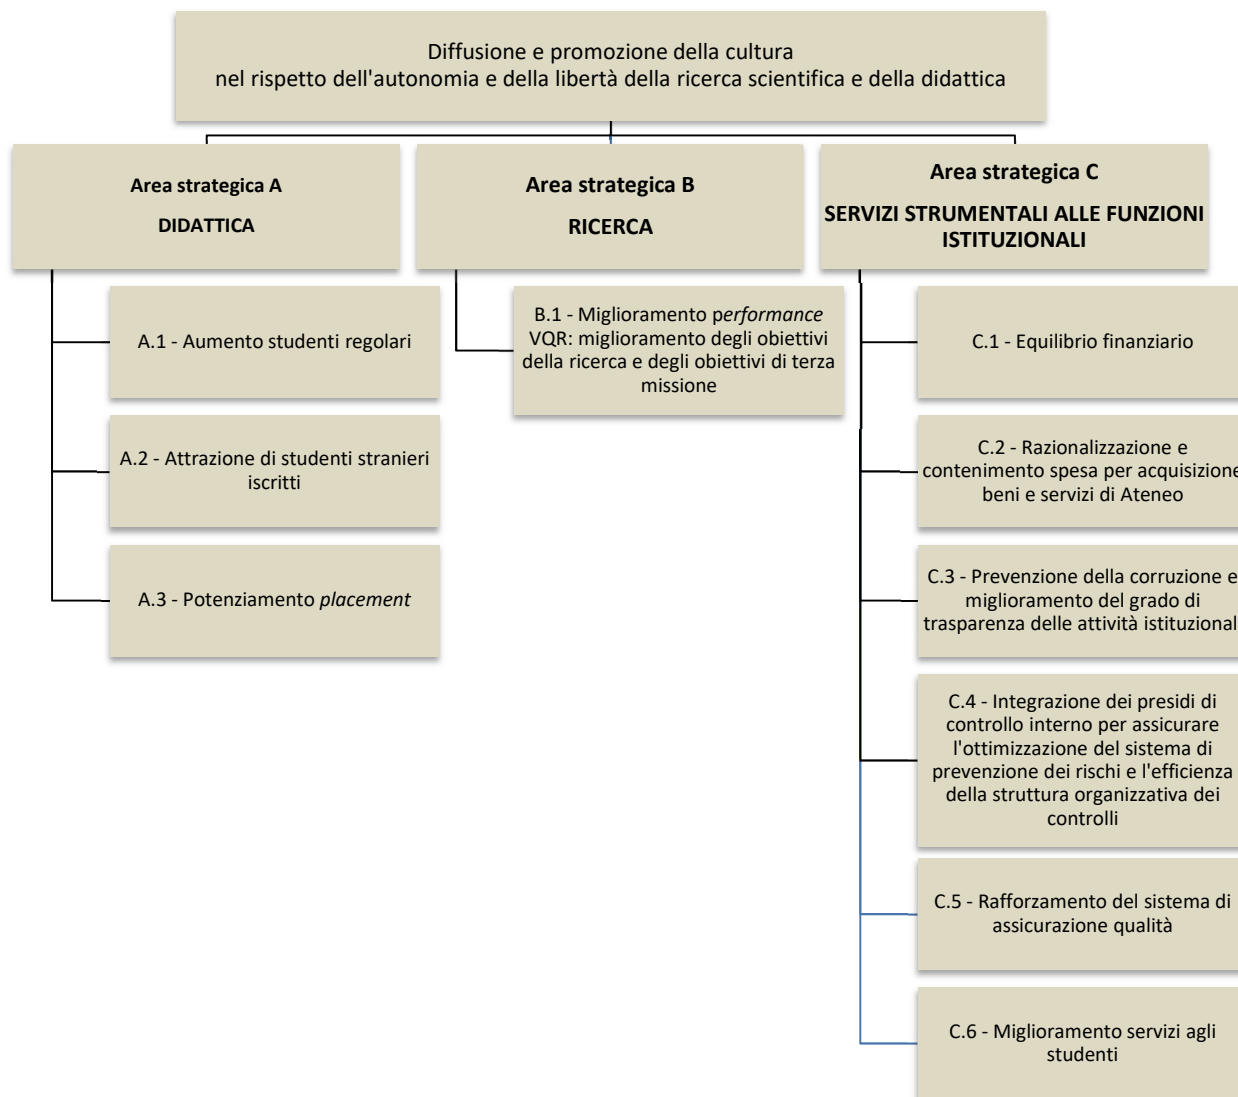 Diffusione e promozione della cultura
nel rispetto dell'autonomia e della libertà della ricerca scientifica e della didattica
Area strategica A
DIDATTICA
A.1 - Aumento studenti regolari
A.2 - Attrazione di studenti stranieri
iscritti
A.3 - Potenziamento placement
Area strategica B
RICERCA
B.1 - Miglioramento performance
VQR: miglioramento degli obiettivi
della ricerca e degli obiettivi di terza
missione
Area strategica C
SERVIZI STRUMENTALI ALLE FUNZIONI
ISTITUZIONALI
C.1 - Equilibrio finanziario
C.2 - Razionalizzazione e
contenimento spesa per acquisizione
beni e servizi di Ateneo
C.3 - Prevenzione della corruzione e
miglioramento del grado di
trasparenza delle attività istituzional
C.4 - Integrazione dei presidi di
controllo interno per assicurare
l'ottimizzazione del sistema di
prevenzione dei rischi e l'efficienza
della struttura organizzativa dei
controlli
C.5 - Rafforzamento del sistema di
assicurazione qualità
C.6 - Miglioramento servizi agli
studenti